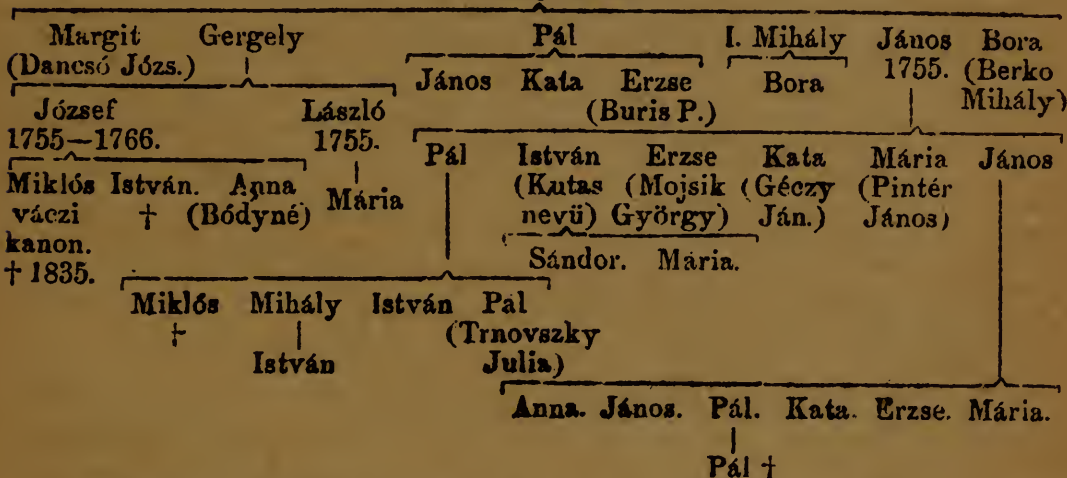 Margit Gergely Pál I. Mihály János Bora
(Dancsó Józs.) János Kata Erzse Bora 1755. (Berko
(Buris P.) Mihály)
József László
1755—1766. 1755.
Pál István Erzse Kata Mária János
Miklós István. Anna Mária (Kutas (Mojsik (Géczy (Pintér
váczi † (Bódyné) nevü) György) Ján.) János)
kanon.
† 1835.
Sándor. Mária.
Miklós Mihály István Pál
† (Trnovszky
István Julia)
Anna. János. Pál. Kata. Erzse. Mária.
Pál †